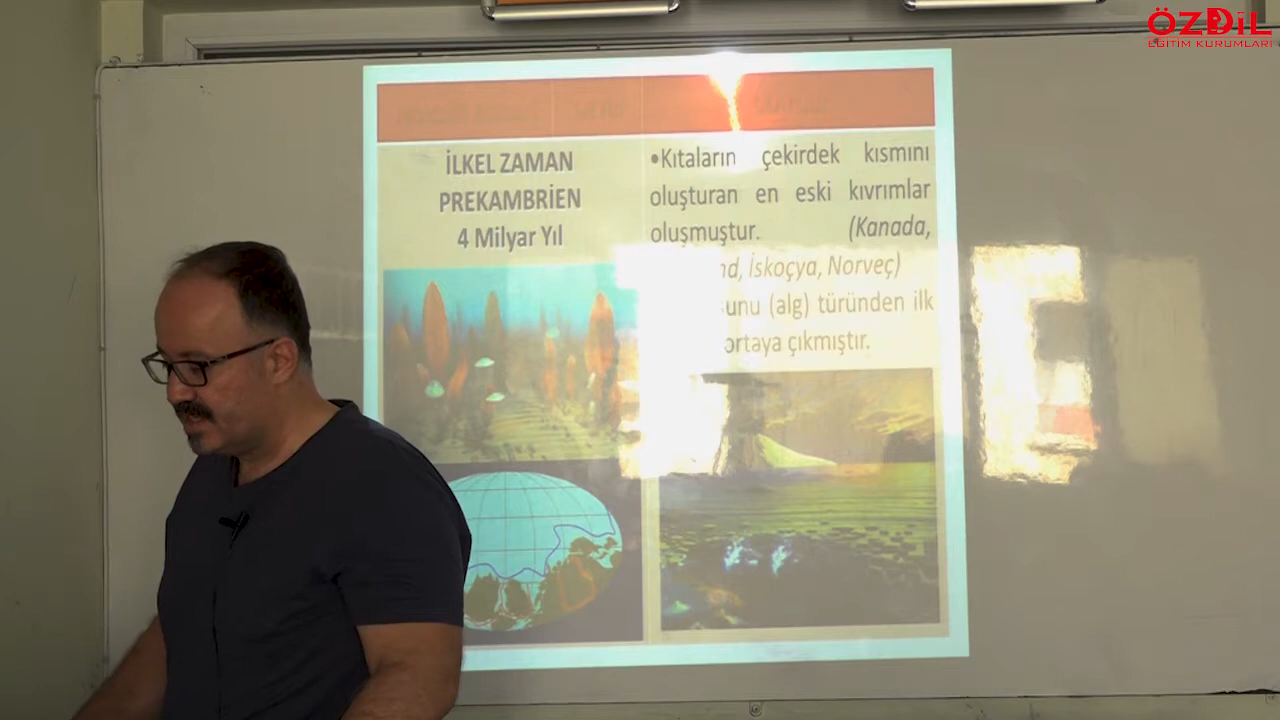 ÖZDİL
EĞİTİM KURUMLARI
İLKEL ZAMAN
PREKAMBRİEN
4 Milyar Yıl
•Kıtaların çekirdek kısmını
oluşturan en eski kıvrımlar
oluşmuştur. (Kanada,
İskoçya, Norveç)
(alg) türünden ilk
ortaya çıkmıştır.